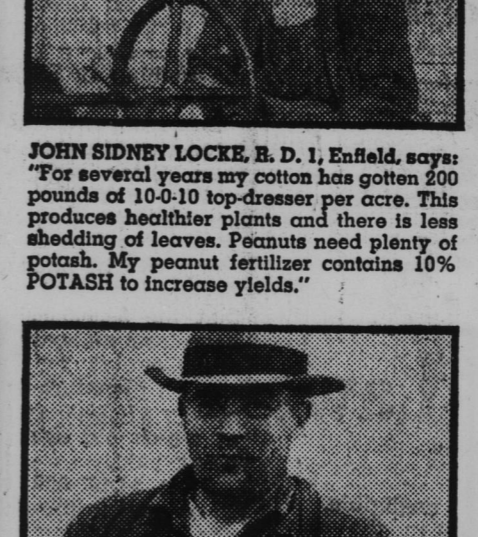 JOHN SIDNEY LOCKE, R. D. 1, Enfield, says:
"For several years my cotton has gotten 200
pounds of 10-0-10 top-dresser per acre. This
produces healthier plants and there is less
shedding of leaves. Peanuts need plenty of
potash. My peanut fertilizer contains 10%
POTASH to increase yields."